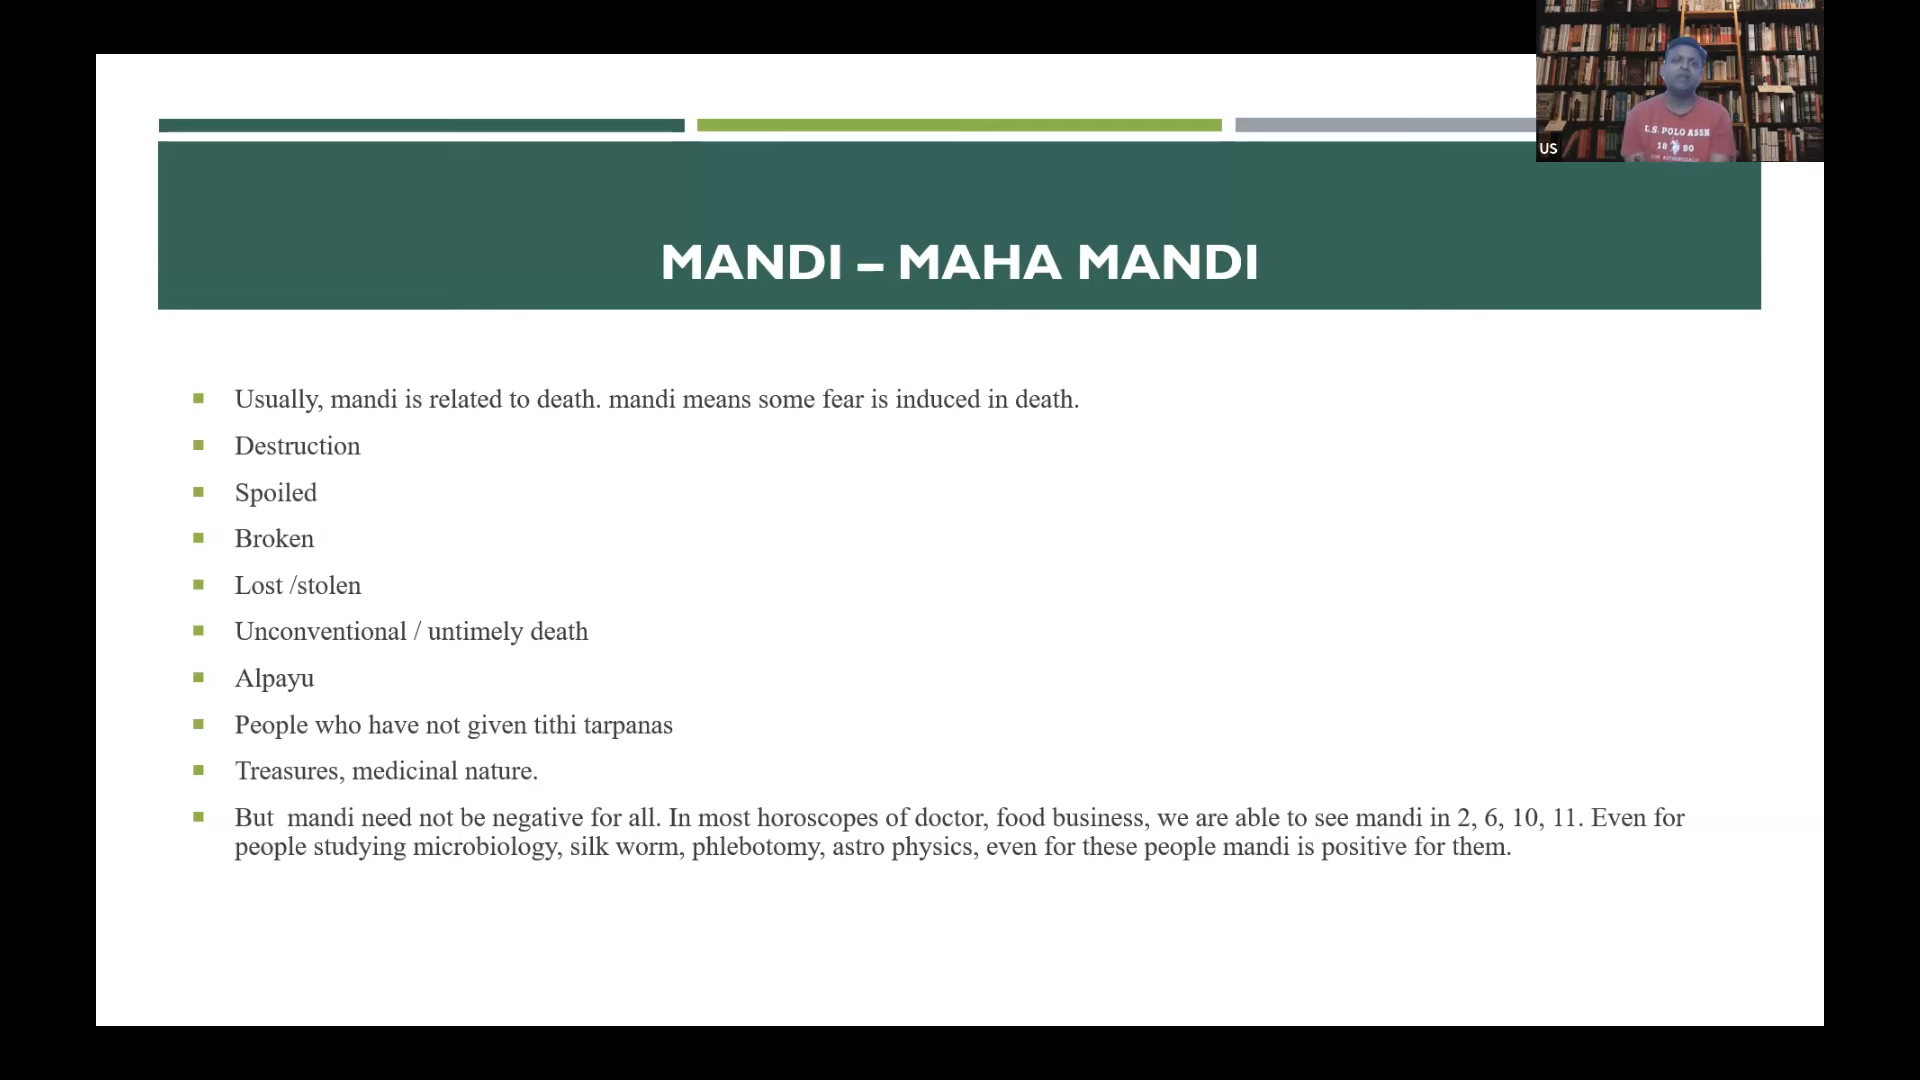 U.S. POLO ASSN
18 90
US
MANDI – MAHA MANDI
Usually, mandi is related to death. mandi means some fear is induced in death.
Destruction
Spoiled
Broken
Lost /stolen
Unconventional / untimely death
Alpayu
People who have not given tithi tarpanas
Treasures, medicinal nature.
But  mandi need not be negative for all. In most horoscopes of doctor, food business, we are able to see mandi in 2, 6, 10, 11. Even for
people studying microbiology, silk worm, phlebotomy, astro physics, even for these people mandi is positive for them.